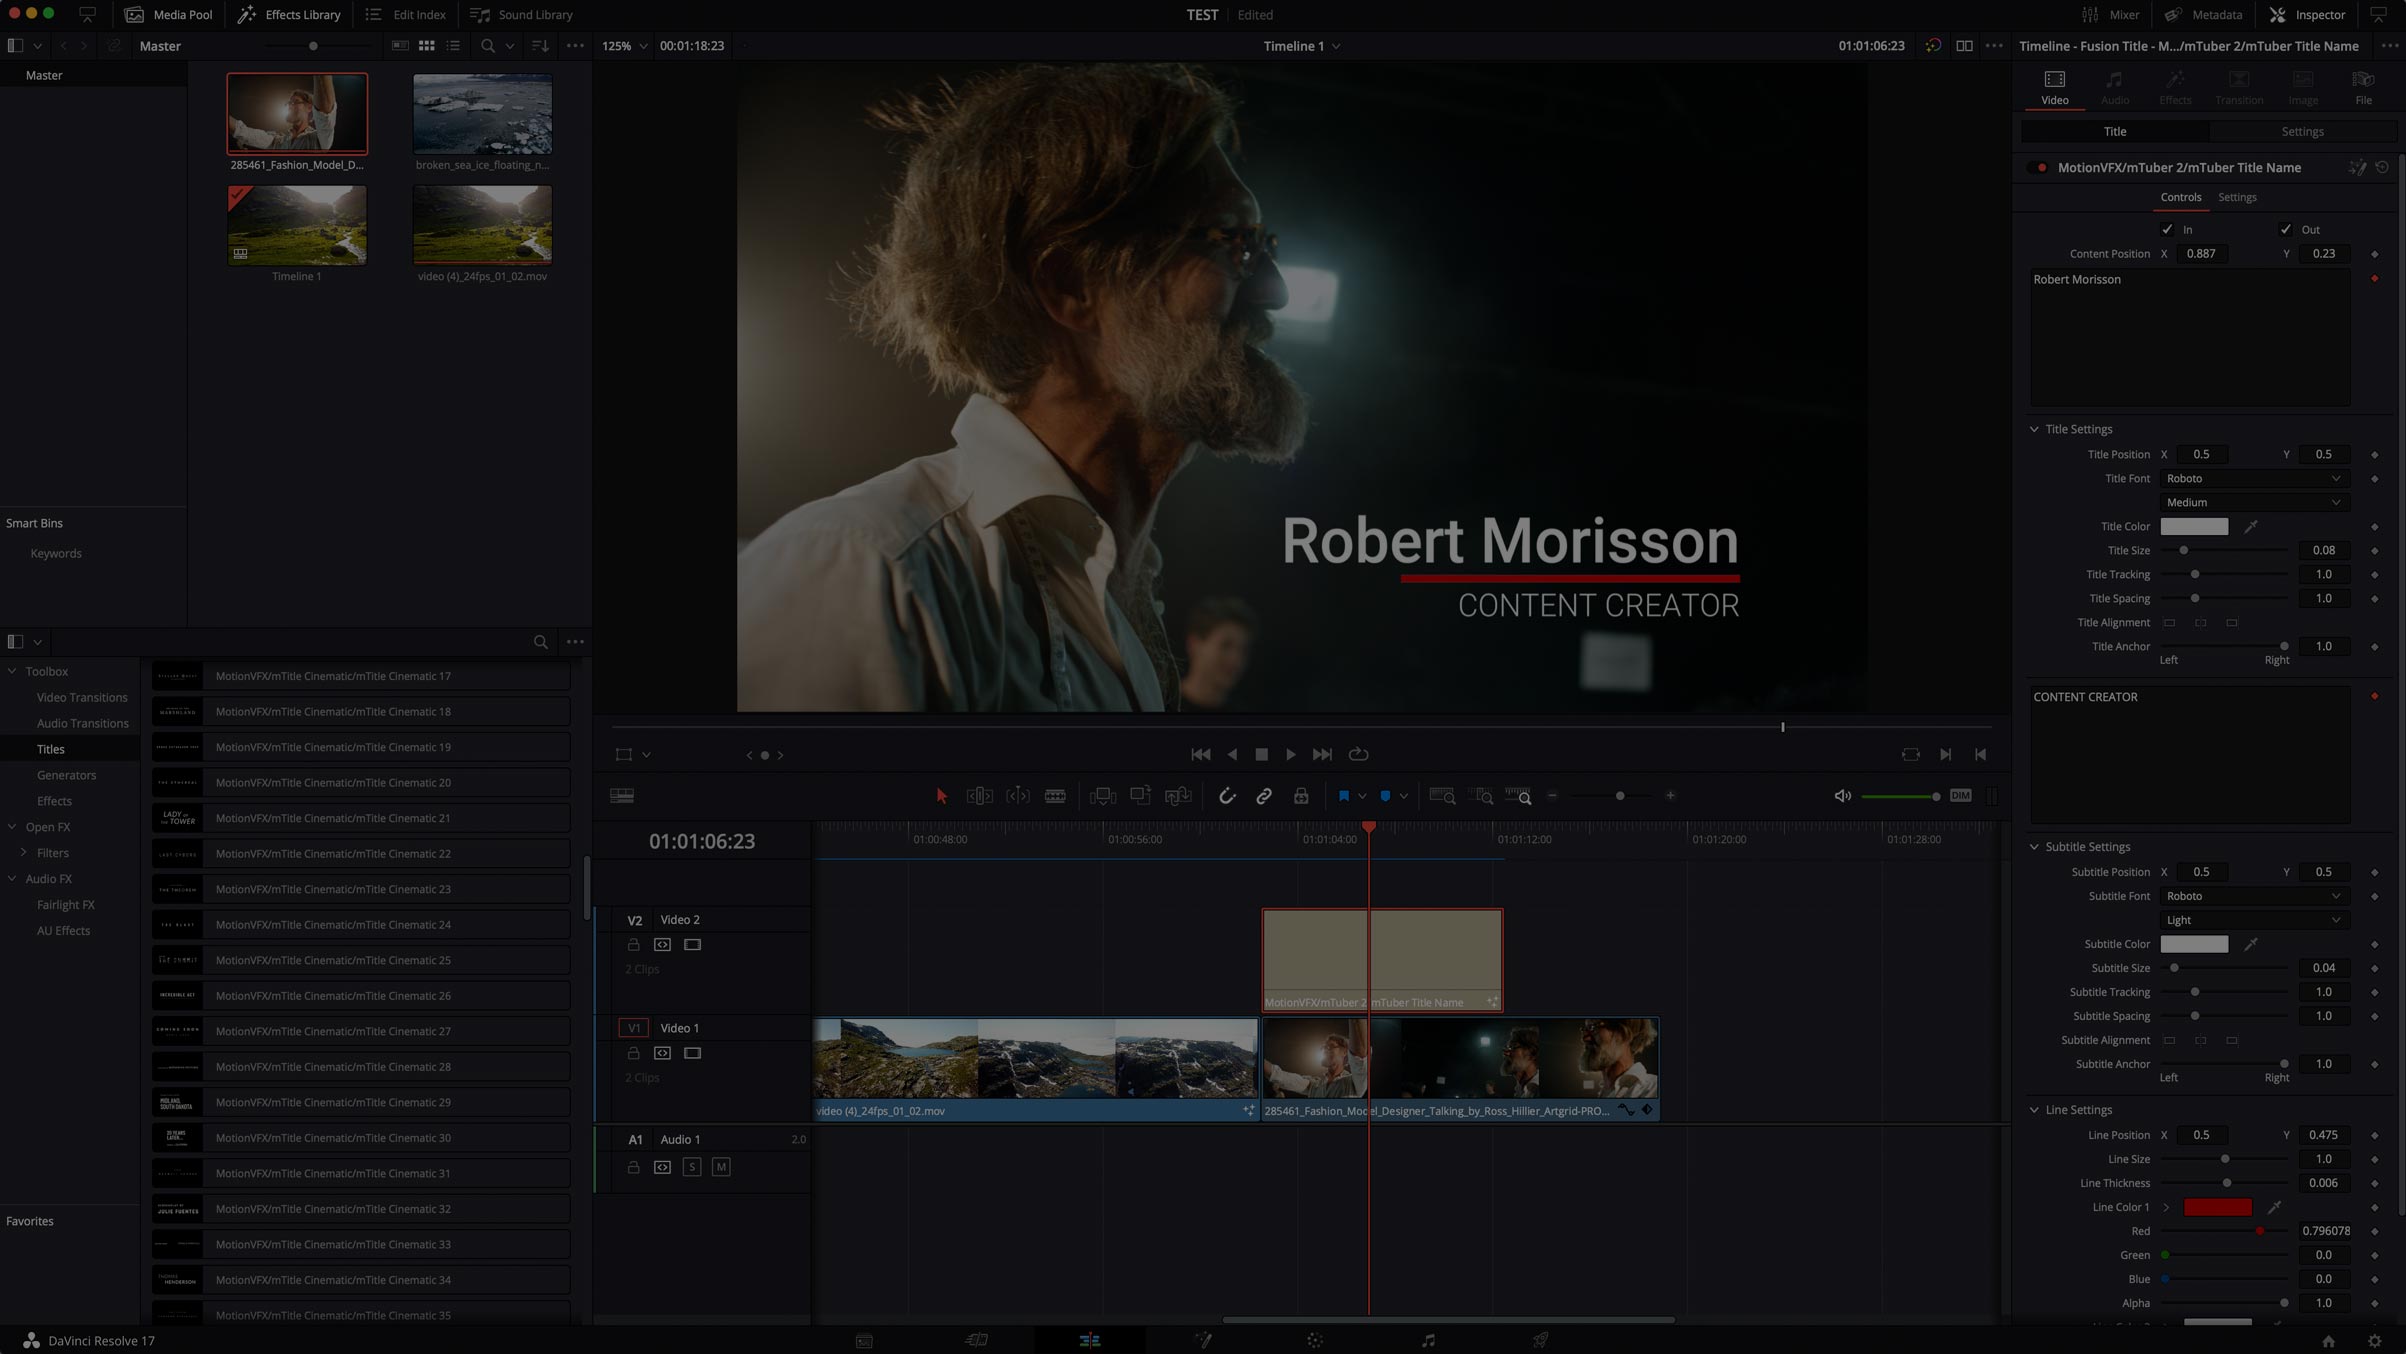 Media Pool
Effects Library
Edit Index
Sound Library
TEST
Edited
Mixer
Metadata
Inspector
Master
125%
00:01:18:23
Timeline 1
01:01:06:23
Timeline - Fusion Title - M.../mTuber 2/mTuber Title Name
Master
285461_Fashion_Model_D...
broken_sea_ice_floating_n...
Timeline 1
video (4)_24fps_01_02.mov
Smart Bins
Keywords
Robert Morisson
CONTENT CREATOR
Video
Audio
Effects
Transition
Image
File
Title
Settings
MotionVFX/mTuber 2/mTuber Title Name
Controls
Settings
In
Out
Content Position X 0.887 Y 0.23
Robert Morisson
Title Settings
Title Position X 0.5 Y 0.5
Title Font Roboto
Medium
Title Color
Title Size 0.08
Title Tracking 1.0
Title Spacing 1.0
Title Alignment
Title Anchor 1.0
Left Right
CONTENT CREATOR
Subtitle Settings
Subtitle Position X 0.5 Y 0.5
Subtitle Font Roboto
Light
Subtitle Color
Subtitle Size 0.04
Subtitle Tracking 1.0
Subtitle Spacing 1.0
Subtitle Alignment
Subtitle Anchor 1.0
Left Right
Line Settings
Line Position X 0.5 Y 0.475
Line Size 1.0
Line Thickness 0.006
Line Color 1
Red 0.796078
Green 0.0
Blue 0.0
Alpha 1.0
Toolbox
Video Transitions
Audio Transitions
Titles
Generators
Effects
Open FX
Filters
Audio FX
Fairlight FX
AU Effects
Favorites
MotionVFX/mTitle Cinematic/mTitle Cinematic 17
MotionVFX/mTitle Cinematic/mTitle Cinematic 18
MotionVFX/mTitle Cinematic/mTitle Cinematic 19
MotionVFX/mTitle Cinematic/mTitle Cinematic 20
LADY OF THE TOWER
MotionVFX/mTitle Cinematic/mTitle Cinematic 21
MotionVFX/mTitle Cinematic/mTitle Cinematic 22
MotionVFX/mTitle Cinematic/mTitle Cinematic 23
MotionVFX/mTitle Cinematic/mTitle Cinematic 24
MotionVFX/mTitle Cinematic/mTitle Cinematic 25
INCREDIBLE ACT
MotionVFX/mTitle Cinematic/mTitle Cinematic 26
MotionVFX/mTitle Cinematic/mTitle Cinematic 27
MotionVFX/mTitle Cinematic/mTitle Cinematic 28
MIDLAND, SOUTH DAKOTA
MotionVFX/mTitle Cinematic/mTitle Cinematic 29
20 YEARS LATER...
MotionVFX/mTitle Cinematic/mTitle Cinematic 30
MotionVFX/mTitle Cinematic/mTitle Cinematic 31
JULIE FUENTES
MotionVFX/mTitle Cinematic/mTitle Cinematic 32
MotionVFX/mTitle Cinematic/mTitle Cinematic 33
THOMAS HENDERSON
MotionVFX/mTitle Cinematic/mTitle Cinematic 34
MotionVFX/mTitle Cinematic/mTitle Cinematic 35
DIM
01:01:06:23
01:00:48:00
01:00:56:00
01:01:04:00
01:01:12:00
01:01:20:00
01:01:28:00
V2 Video 2
2 Clips
MotionVFX/mTuber 2/mTuber Title Name
V1 Video 1
2 Clips
video (4)_24fps_01_02.mov
285461_Fashion_Model_Designer_Talking_by_Ross_Hillier_Artgrid-PRO...
A1 Audio 1 2.0
S M
DaVinci Resolve 17